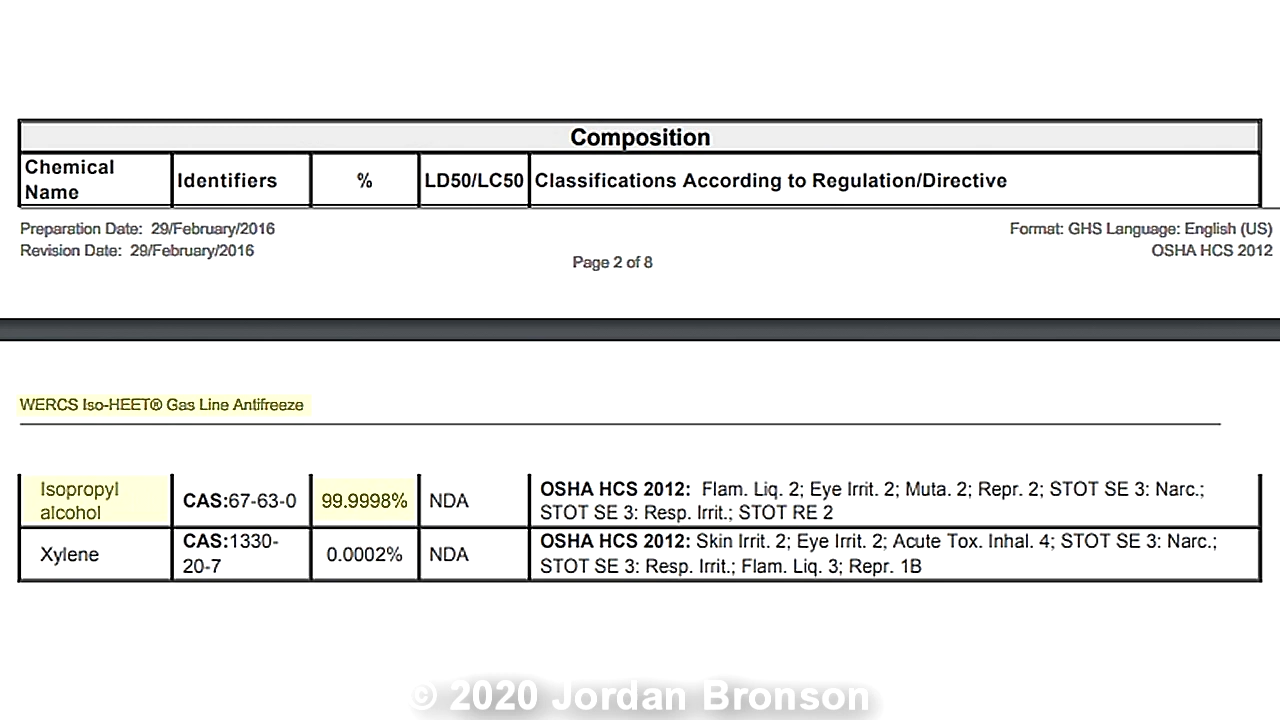 Composition
Chemical
Name
Identifiers
%
LD50/LC50
Classifications According to Regulation/Directive
Preparation Date: 29/February/2016
Revision Date: 29/February/2016
Page 2 of 8
Format: GHS Language: English (US)
OSHA HCS 2012
WERCS Iso-HEET® Gas Line Antifreeze
Isopropyl
alcohol
CAS:67-63-0
99.9998%
NDA
OSHA HCS 2012: Flam. Liq. 2; Eye Irrit. 2; Muta. 2; Repr. 2; STOT SE 3: Narc.;
STOT SE 3: Resp. Irrit.; STOT RE 2
Xylene
CAS:1330-
20-7
0.0002%
NDA
OSHA HCS 2012: Skin Irrit. 2; Eye Irrit. 2; Acute Tox. Inhal. 4; STOT SE 3: Narc.;
STOT SE 3: Resp. Irrit.; Flam. Liq. 3; Repr. 1B
© 2020 Jordan Bronson